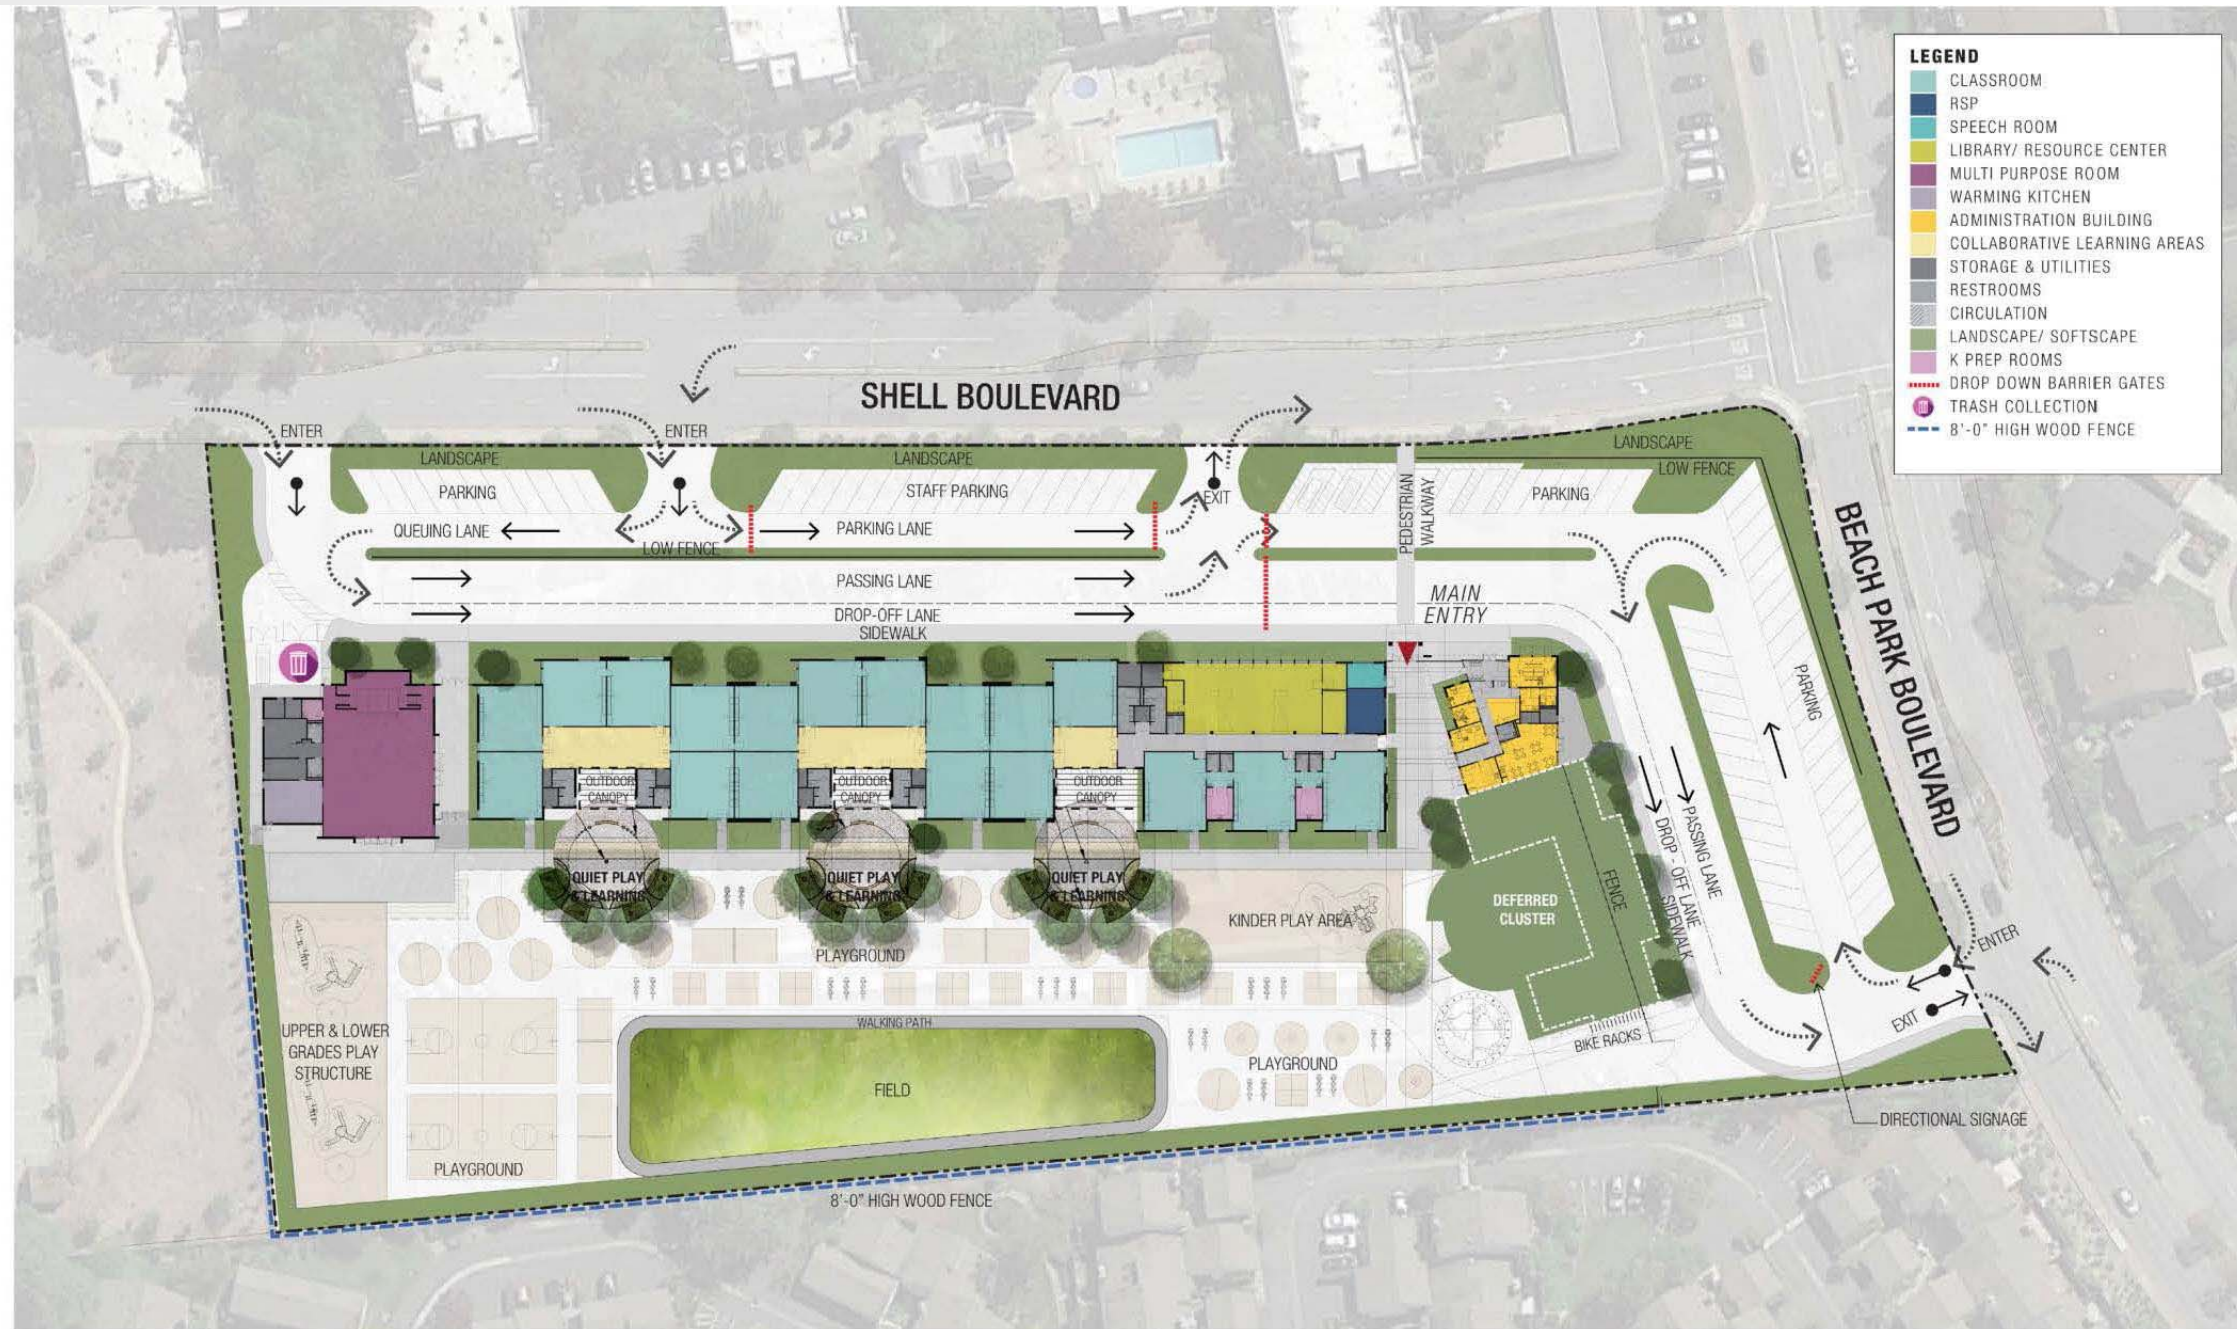 LEGEND
CLASSROOM
RSP
SPEECH ROOM
LIBRARY/ RESOURCE CENTER
MULTI PURPOSE ROOM
WARMING KITCHEN
ADMINISTRATION BUILDING
COLLABORATIVE LEARNING AREAS
STORAGE & UTILITIES
RESTROOMS
CIRCULATION
LANDSCAPE/ SOFTSCAPE
K PREP ROOMS
DROP DOWN BARRIER GATES
TRASH COLLECTION
8'-0" HIGH WOOD FENCE
SHELL BOULEVARD
ENTER
ENTER
LANDSCAPE
LANDSCAPE
LANDSCAPE
LOW FENCE
PARKING
STAFF PARKING
EXIT
PARKING
PEDESTRIAN
WALKWAY
QUEUING LANE
PARKING LANE
LOW FENCE
PASSING LANE
DROP-OFF LANE
SIDEWALK
MAIN
ENTRY
BEACH PARK BOULEVARD
PARKING
OUTDOOR
CANOPY
OUTDOOR
CANOPY
OUTDOOR
CANOPY
QUIET PLAY
& LEARNING
QUIET PLAY
& LEARNING
QUIET PLAY
& LEARNING
PASSING LANE
DROP - OFF LANE
SIDEWALK
FENCE
DEFERRED
CLUSTER
KINDER PLAY AREA
PLAYGROUND
ENTER
EXIT
UPPER & LOWER
GRADES PLAY
STRUCTURE
WALKING PATH
FIELD
PLAYGROUND
BIKE RACKS
DIRECTIONAL SIGNAGE
PLAYGROUND
8'-0" HIGH WOOD FENCE